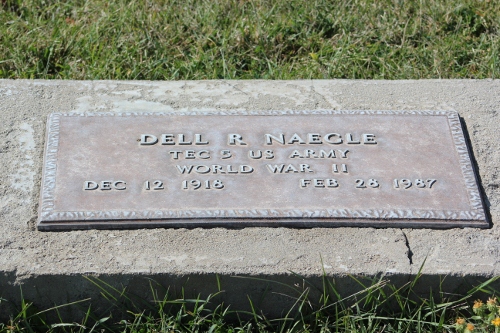 DELL R NAEGLE
TEC 5 US ARMY
WORLD WAR II
DEC 12 1918 FEB 28 1987